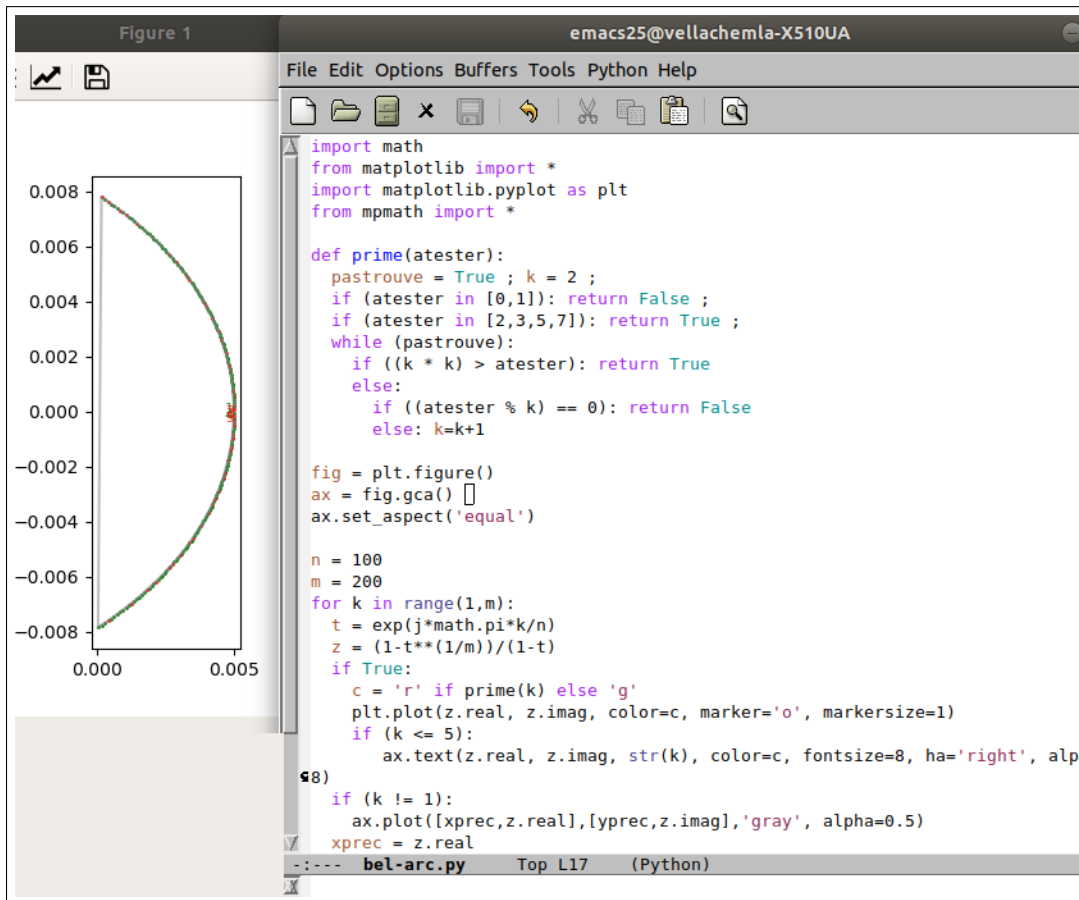 Figure 1
emacs25@vellachemla-X510UA
File Edit Options Buffers Tools Python Help
0.008
0.006
0.004
0.002
0.000
−0.002
−0.004
−0.006
−0.008
0.000 0.005
import math
from matplotlib import *
import matplotlib.pyplot as plt
from mpmath import *
def prime(atester):
  pastrouve = True ; k = 2 ;
  if (atester in [0,1]): return False ;
  if (atester in [2,3,5,7]): return True ;
  while (pastrouve):
    if ((k * k) > atester): return True
    else:
      if ((atester % k) == 0): return False
      else: k=k+1
fig = plt.figure()
ax = fig.gca()
ax.set_aspect('equal')
n = 100
m = 200
for k in range(1,m):
  t = exp(j*math.pi*k/n)
  z = (1-t**(1/m))/(1-t)
  if True:
    c = 'r' if prime(k) else 'g'
    plt.plot(z.real, z.imag, color=c, marker='o', markersize=1)
    if (k <= 5):
       ax.text(z.real, z.imag, str(k), color=c, fontsize=8, ha='right', alp
8)
  if (k != 1):
    ax.plot([xprec,z.real],[yprec,z.imag],'gray', alpha=0.5)
  xprec = z.real
-:--- bel-arc.py Top L17 (Python)